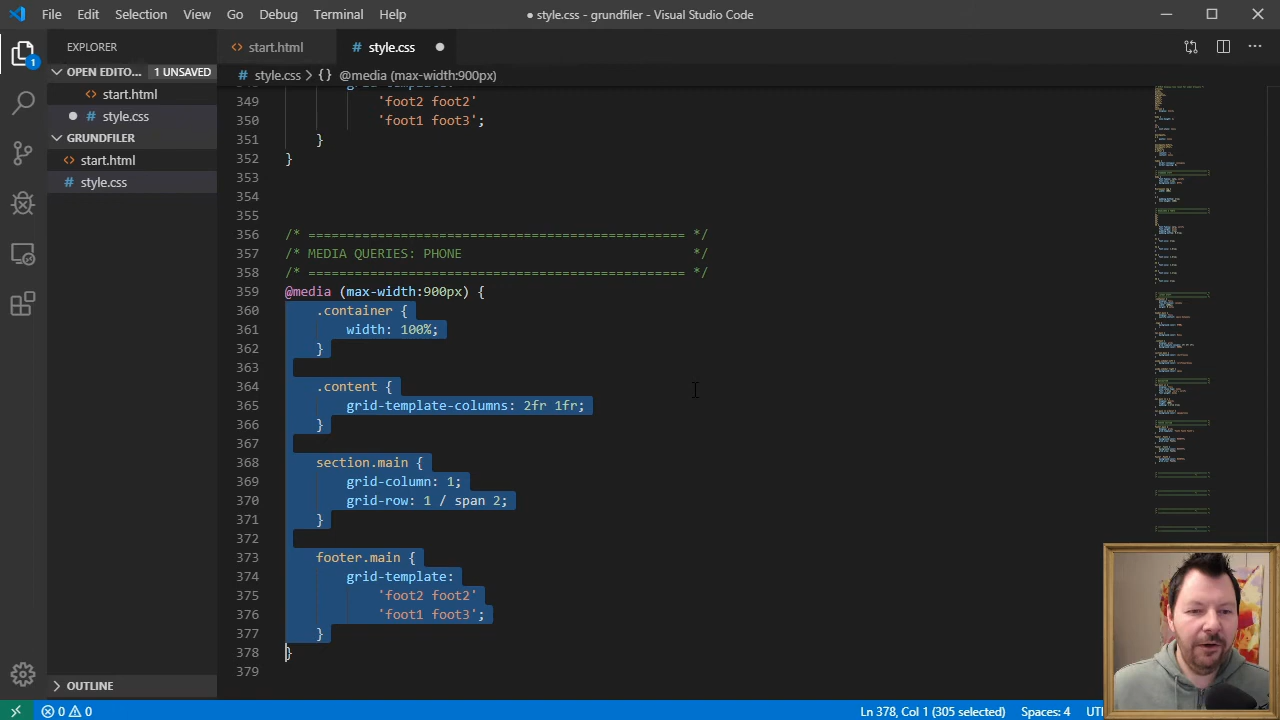 File Edit Selection View Go Debug Terminal Help
● style.css - grundfiler - Visual Studio Code
EXPLORER
start.html
# style.css
OPEN EDITO... 1 UNSAVED
# style.css > {} @media (max-width:900px)
start.html
# style.css
GRUNDFILER
start.html
# style.css
349 'foot2 foot2'
350 'foot1 foot3';
351 }
352 }
353
354
355
356 /* ================================================= */
357 /* MEDIA QUERIES: PHONE */
358 /* ================================================= */
359 @media (max-width:900px) {
360 .container {
361 width: 100%;
362 }
363
364 .content {
365 grid-template-columns: 2fr 1fr;
366 }
367
368 section.main {
369 grid-column: 1;
370 grid-row: 1 / span 2;
371 }
372
373 footer.main {
374 grid-template:
375 'foot2 foot2'
376 'foot1 foot3';
377 }
378 }
379
OUTLINE
1
0 0
Ln 378, Col 1 (305 selected) Spaces: 4